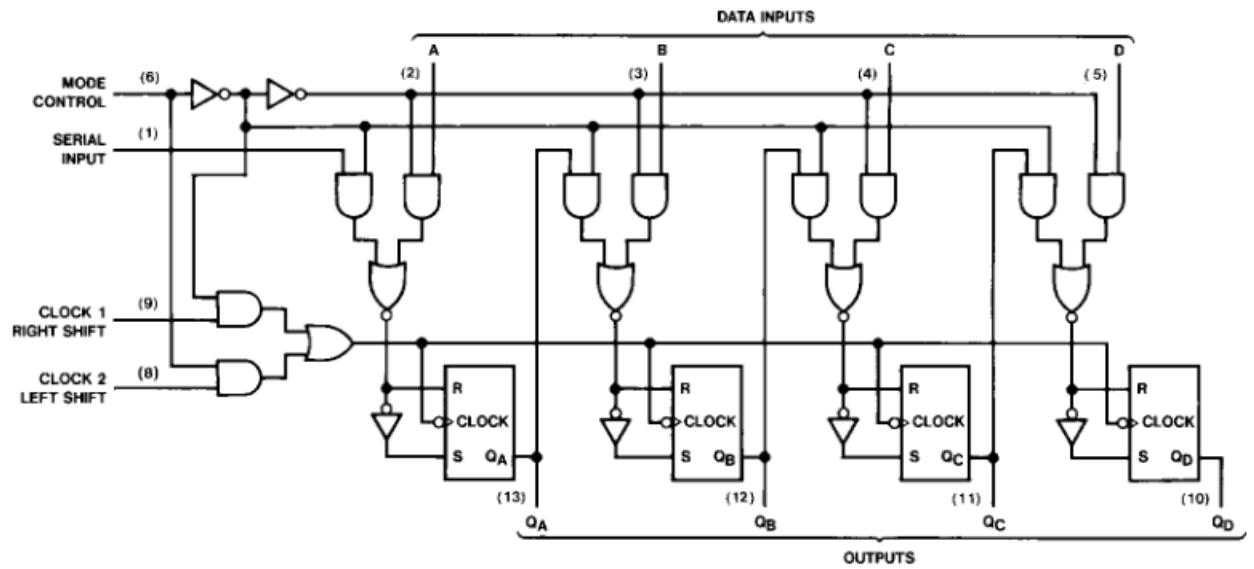 DATA INPUTS
A B C D
MODE CONTROL (6) (2) (3) (4) (5)
SERIAL INPUT (1)
CLOCK 1 RIGHT SHIFT (9)
CLOCK 2 LEFT SHIFT (8)
R R R R
CLOCK CLOCK CLOCK CLOCK
S QA S QB S QC S QD
(13) (12) (11) (10)
QA QB QC QD
OUTPUTS